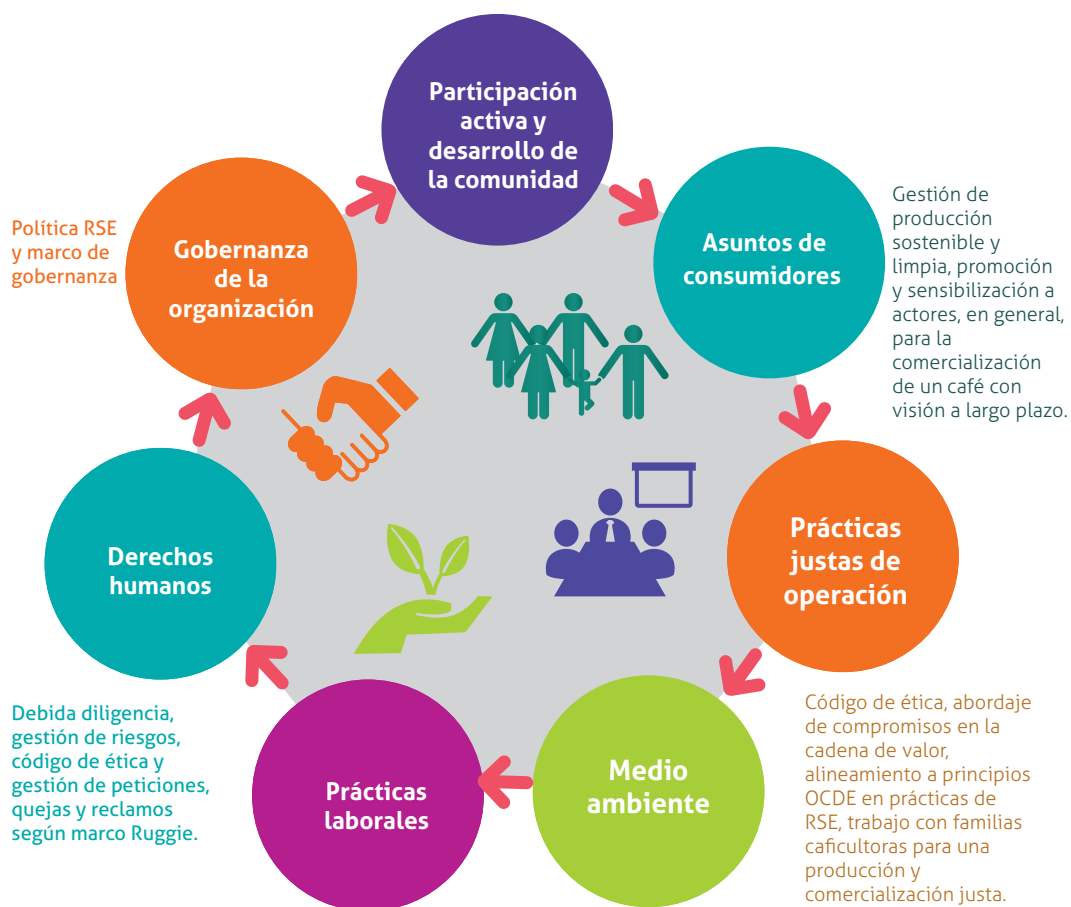 Participación
activa y
desarrollo de
la comunidad
Asuntos de
consumidores
Gestión de
producción
sostenible y
limpia, promoción
y sensibilización a
actores, en general,
para la
comercialización
de un café con
visión a largo plazo.
Prácticas
justas de
operación
Código de ética, abordaje
de compromisos en la
cadena de valor,
alineamiento a principios
OCDE en prácticas de
RSE, trabajo con familias
caficultoras para una
producción y
comercialización justa.
Medio
ambiente
Prácticas
laborales
Derechos
humanos
Debida diligencia,
gestión de riesgos,
código de ética y
gestión de peticiones,
quejas y reclamos
según marco Ruggie.
Gobernanza
de la
organización
Política RSE
y marco de
gobernanza